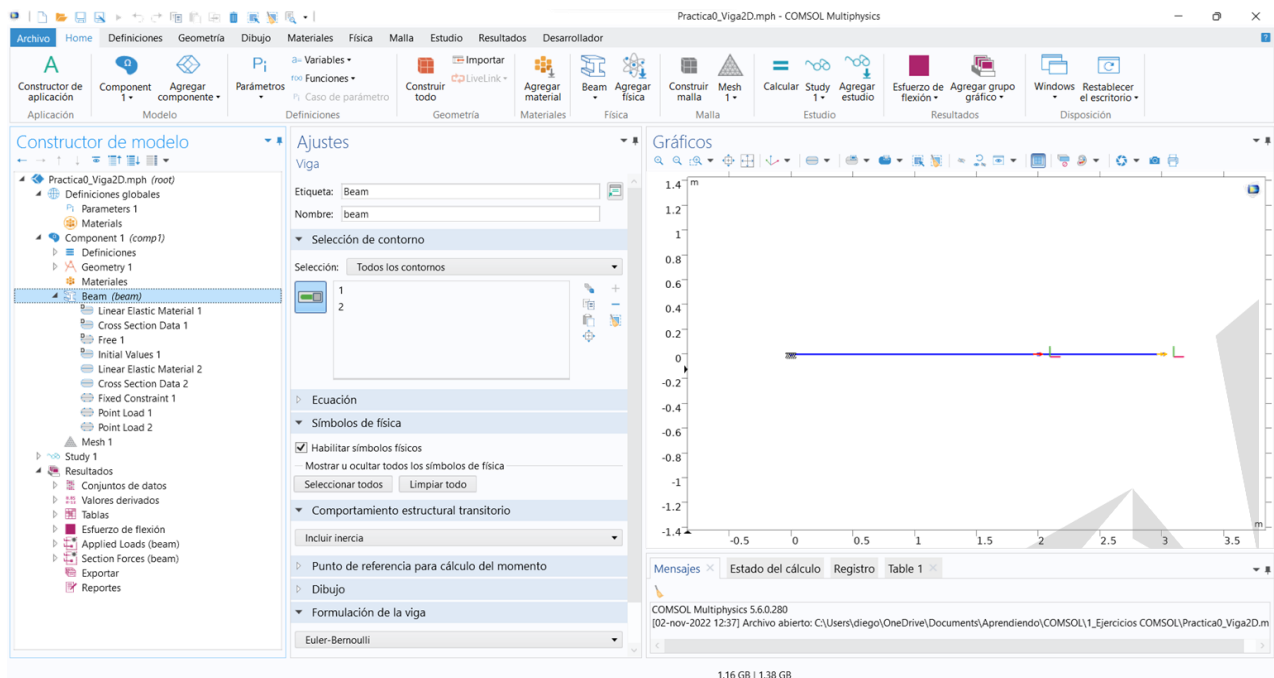 Practica0_Viga2D.mph - COMSOL Multiphysics
Archivo Home Definiciones Geometría Dibujo Materiales Física Malla Estudio Resultados Desarrollador
Constructor de aplicación
Component 1
Agregar componente
Aplicación
Modelo
Pi
Parámetros
a= Variables
f(x) Funciones
Pi Caso de parámetro
Definiciones
Construir todo
Importar
LiveLink
Geometría
Agregar material
Materiales
Beam
Agregar física
Física
Construir malla
Mesh 1
Malla
Calcular
Study 1
Agregar estudio
Estudio
Esfuerzo de flexión
Agregar grupo gráfico
Resultados
Windows
Restablecer el escritorio
Disposición
Constructor de modelo
Practica0_Viga2D.mph (root)
Definiciones globales
Pi Parameters 1
Materials
Component 1 (comp1)
Definiciones
Geometry 1
Materiales
Beam (beam)
Linear Elastic Material 1
Cross Section Data 1
Free 1
Initial Values 1
Linear Elastic Material 2
Cross Section Data 2
Fixed Constraint 1
Point Load 1
Point Load 2
Mesh 1
Study 1
Resultados
Conjuntos de datos
Valores derivados
Tablas
Esfuerzo de flexión
Applied Loads (beam)
Section Forces (beam)
Exportar
Reportes
Ajustes
Viga
Etiqueta: Beam
Nombre: beam
Selección de contorno
Selección: Todos los contornos
1
2
Ecuación
Símbolos de física
Habilitar símbolos físicos
Mostrar u ocultar todos los símbolos de física
Seleccionar todos Limpiar todo
Comportamiento estructural transitorio
Incluir inercia
Punto de referencia para cálculo del momento
Dibujo
Formulación de la viga
Euler-Bernoulli
Gráficos
m
1.4
1.2
1
0.8
0.6
0.4
0.2
0
-0.2
-0.4
-0.6
-0.8
-1
-1.2
-1.4
m
-0.5 0 0.5 1 1.5 2 2.5 3 3.5
Mensajes Estado del cálculo Registro Table 1
COMSOL Multiphysics 5.6.0.280
[02-nov-2022 12:37] Archivo abierto: C:\Users\diego\OneDrive\Documents\Aprendiendo\COMSOL\1_Ejercicios COMSOL\Practica0_Viga2D.m
1.16 GB | 1.38 GB